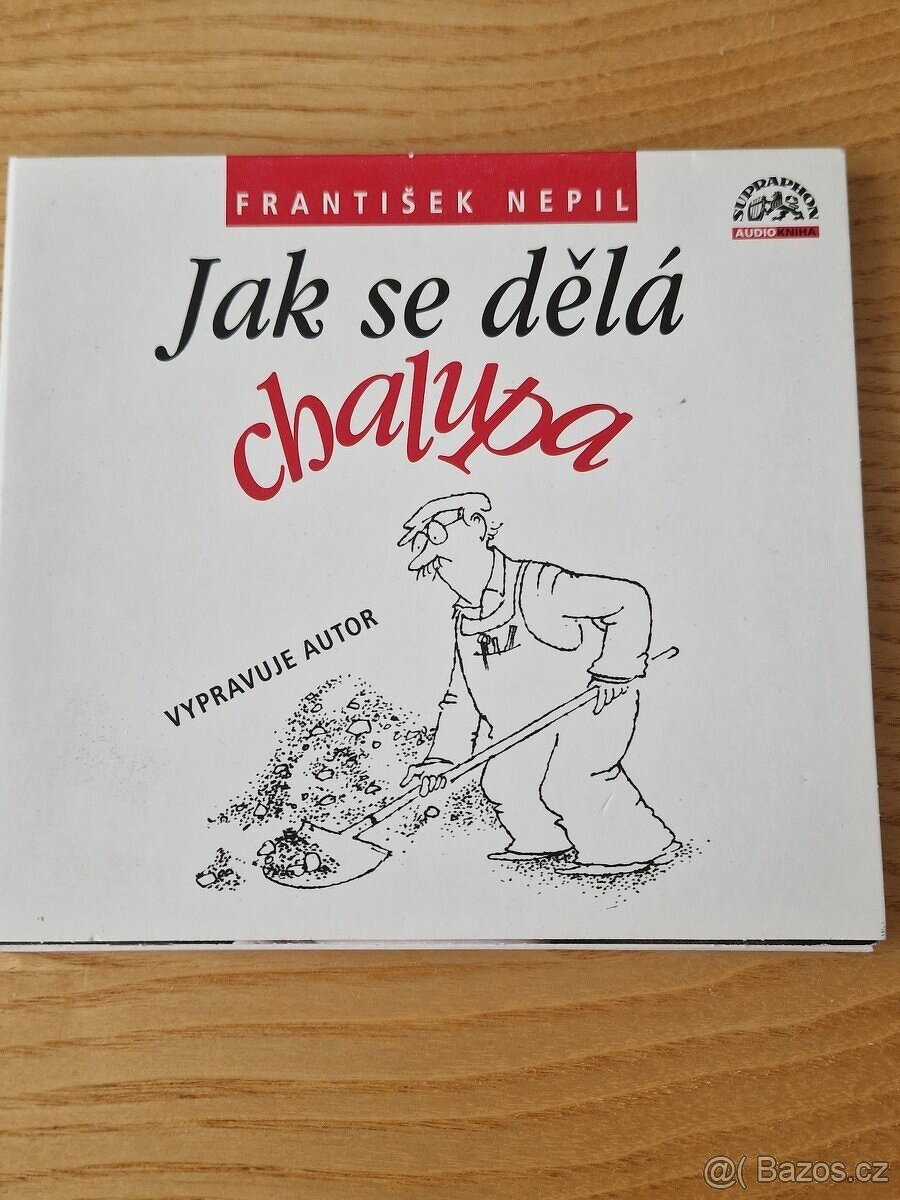 FRANTIŠEK NEPIL
SUPRAPHON
AUDIOKNIHA
Jak se dělá
chalupa
VYPRAVUJE AUTOR
@( Bazos.cz